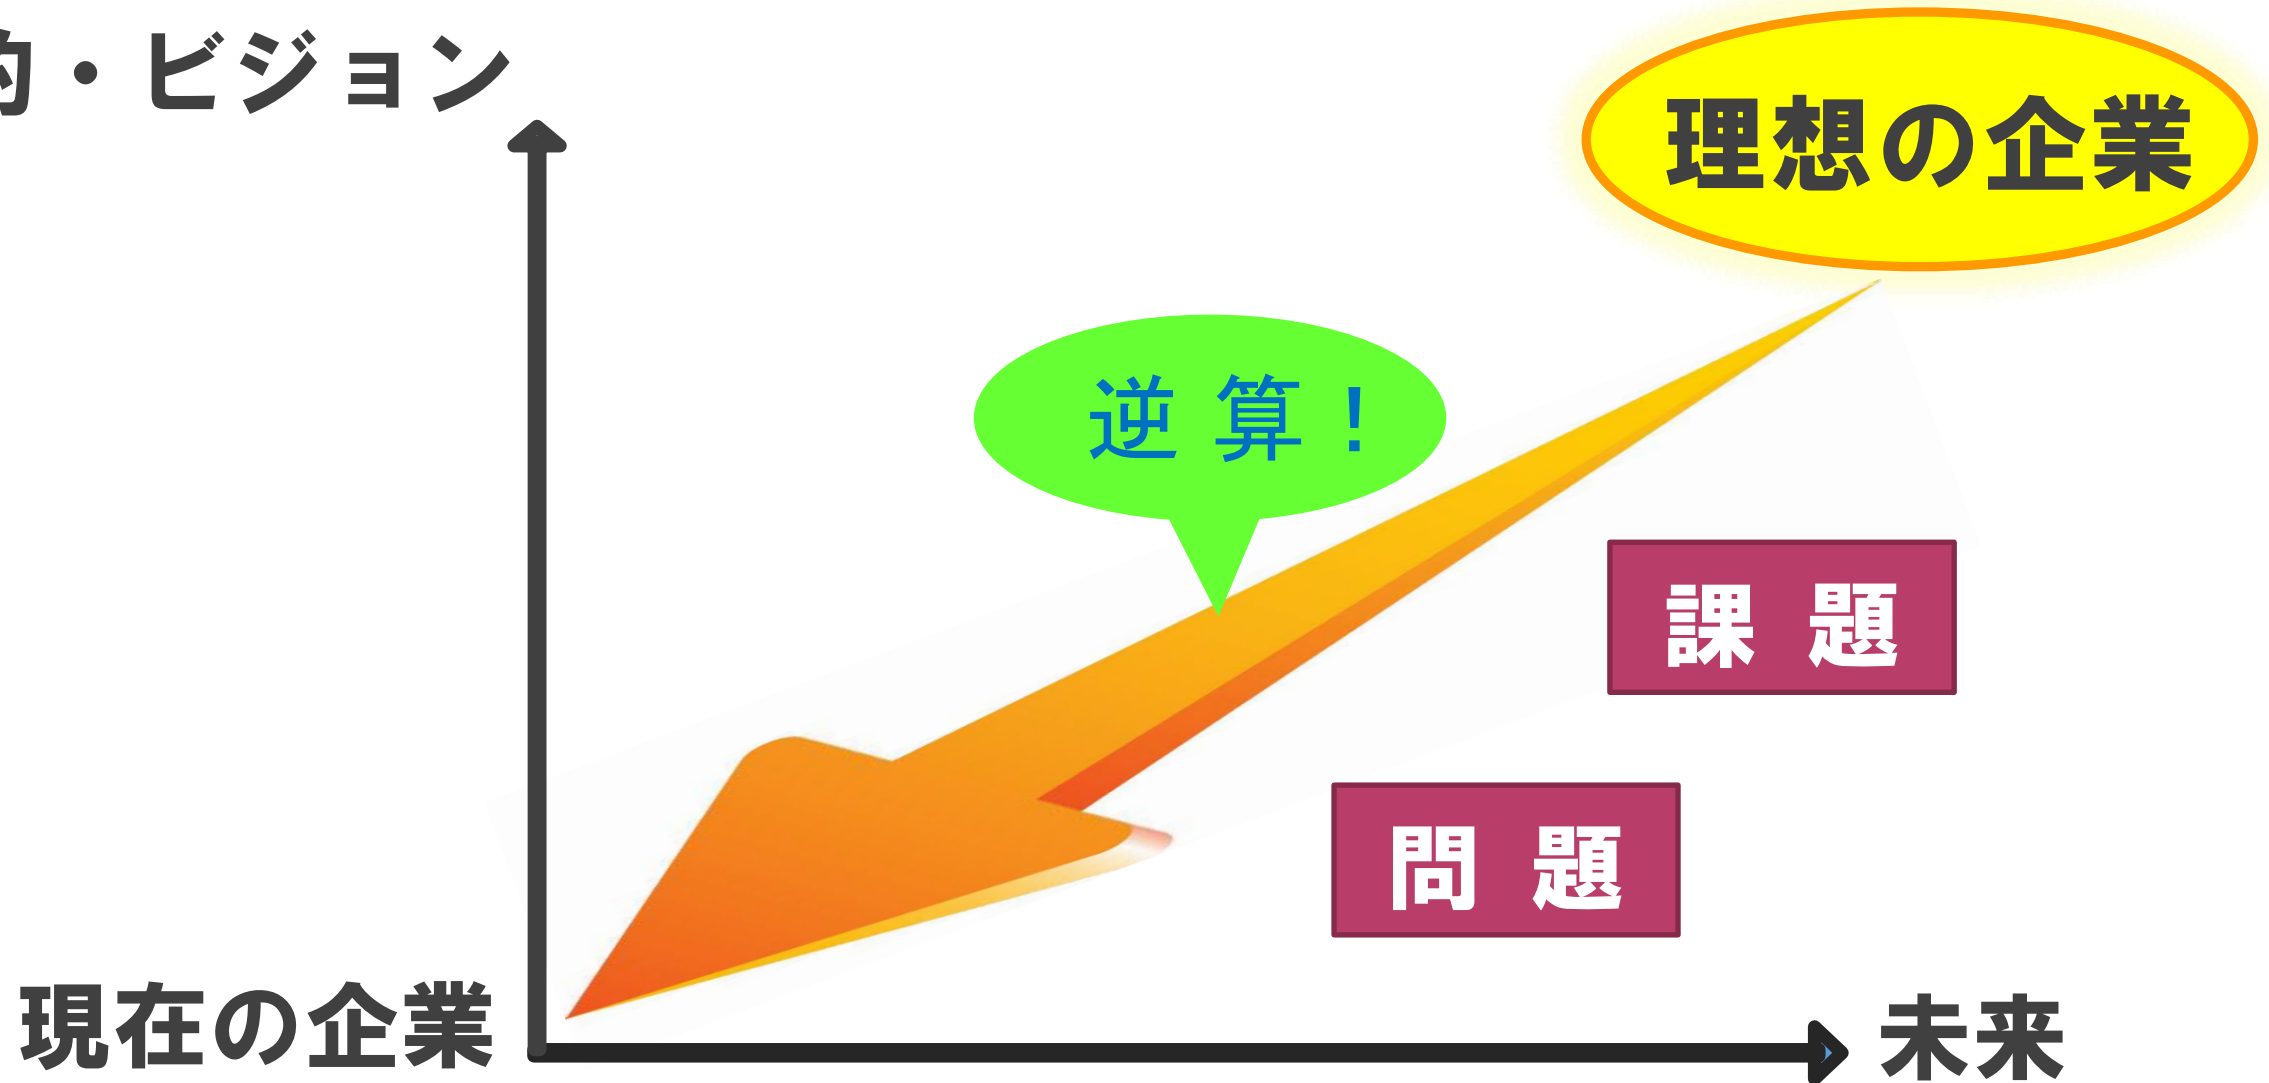 的・ビジョン
理想の企業
逆算！
課題
問題
現在の企業
未来